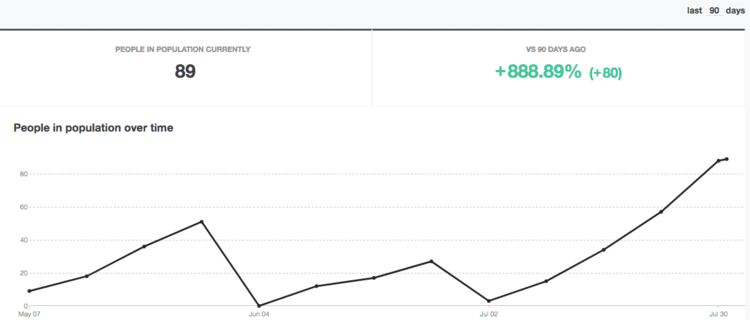 last 90 days
PEOPLE IN POPULATION CURRENTLY
89
VS 90 DAYS AGO
+888.89% (+80)
People in population over time
80
60
40
20
0
May 07
Jun 04
Jul 02
Jul 30